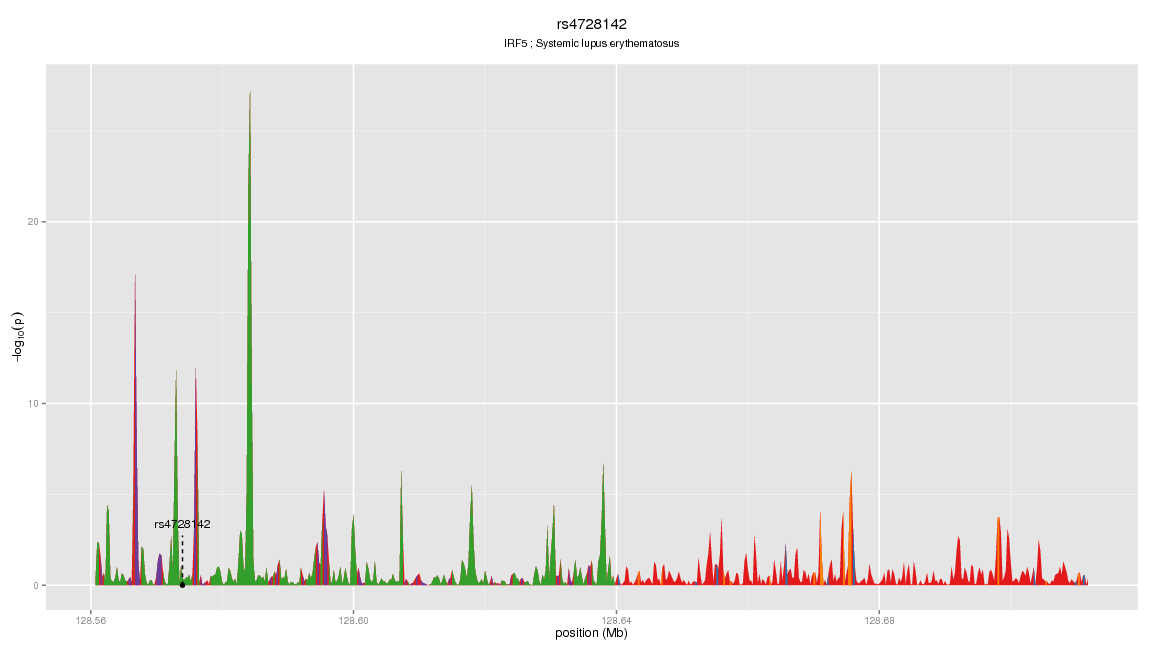 rs4728142
IRF5 ; Systemic lupus erythematosus
−log10(p)
20
10
0
rs4728142
128.56
128.60
128.64
128.68
position (Mb)